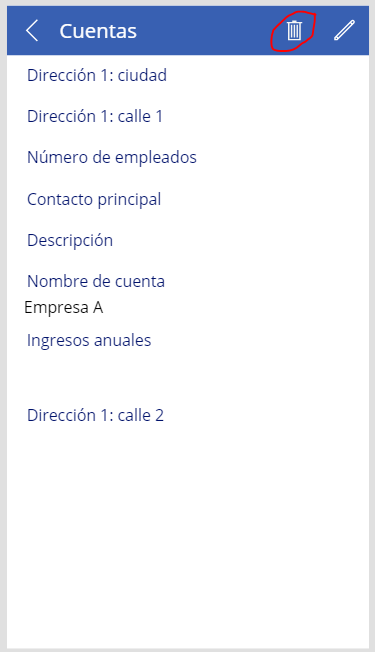 Cuentas
Dirección 1: ciudad
Dirección 1: calle 1
Número de empleados
Contacto principal
Descripción
Nombre de cuenta
Empresa A
Ingresos anuales
Dirección 1: calle 2